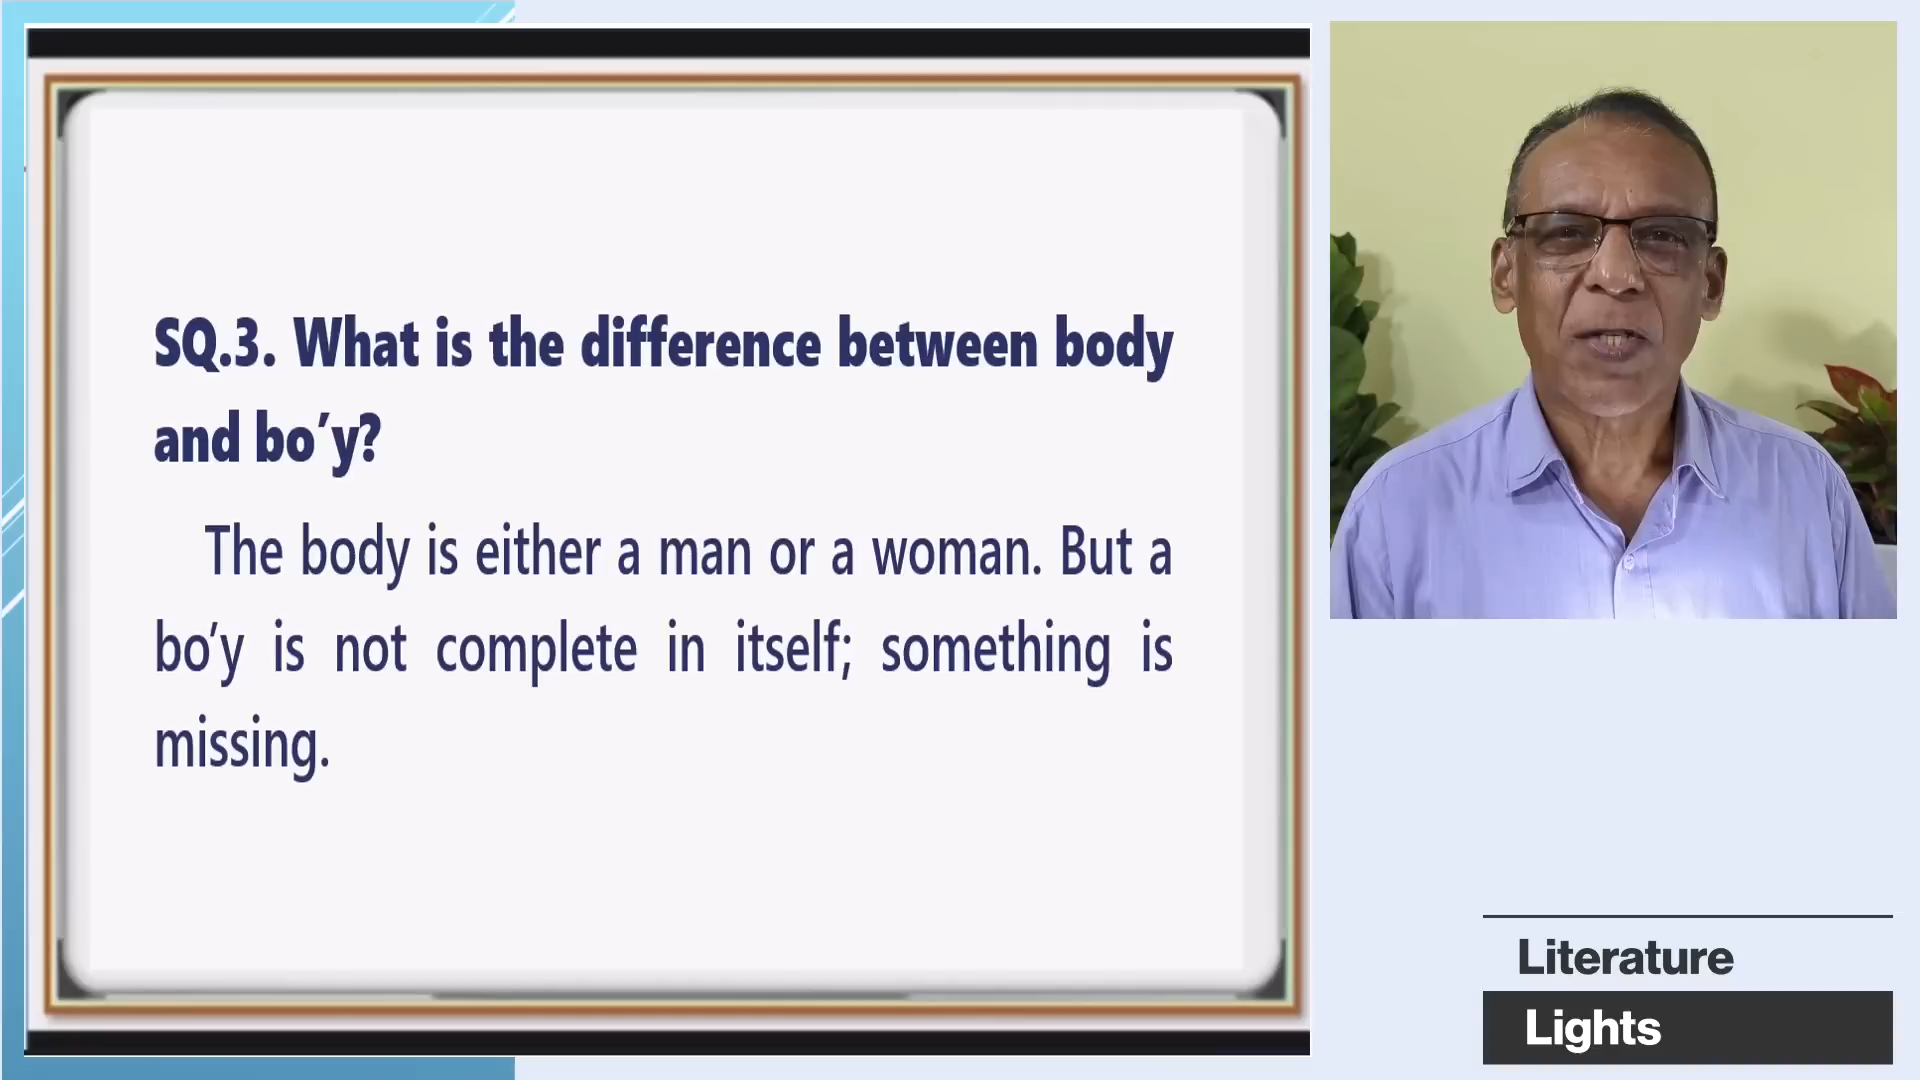 SQ.3. What is the difference between body
and bo’y?
The body is either a man or a woman. But a
bo’y is not complete in itself; something is
missing.
Literature
Lights